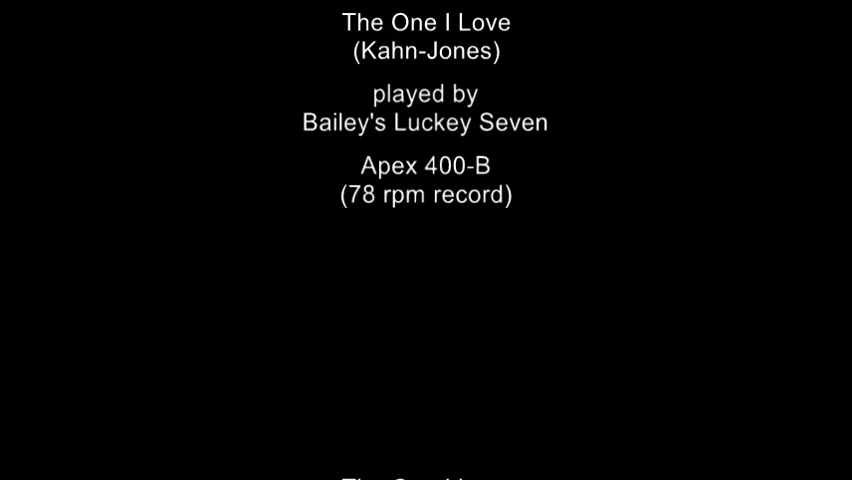 The One I Love
(Kahn-Jones)
played by
Bailey's Luckey Seven
Apex 400-B
(78 rpm record)